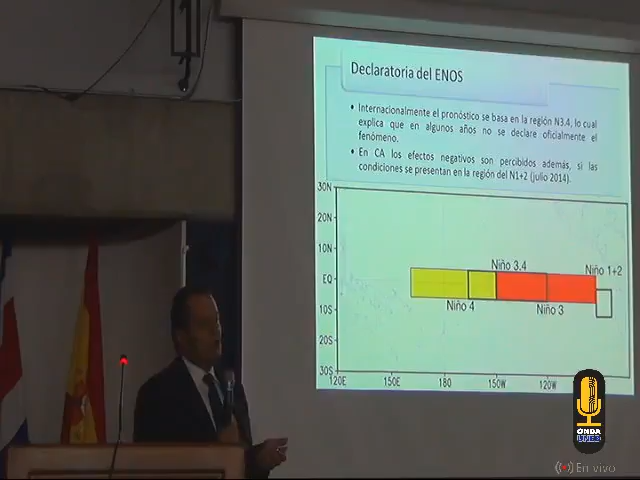 Declaratoria del ENOS
• Internacionalmente el pronóstico se basa en la región N3.4, lo cual
explica que en algunos años no se declare oficialmente el
fenómeno.
• En CA los efectos negativos son percibidos además, si las
condiciones se presentan en la región del N1+2 (julio 2014).
30N
20N
10N
EQ
10S
20S
30S
Niño 3.4
Niño 1+2
Niño 4
Niño 3
120E
150E
180
150W
120W
ONDA
UNED
En vivo